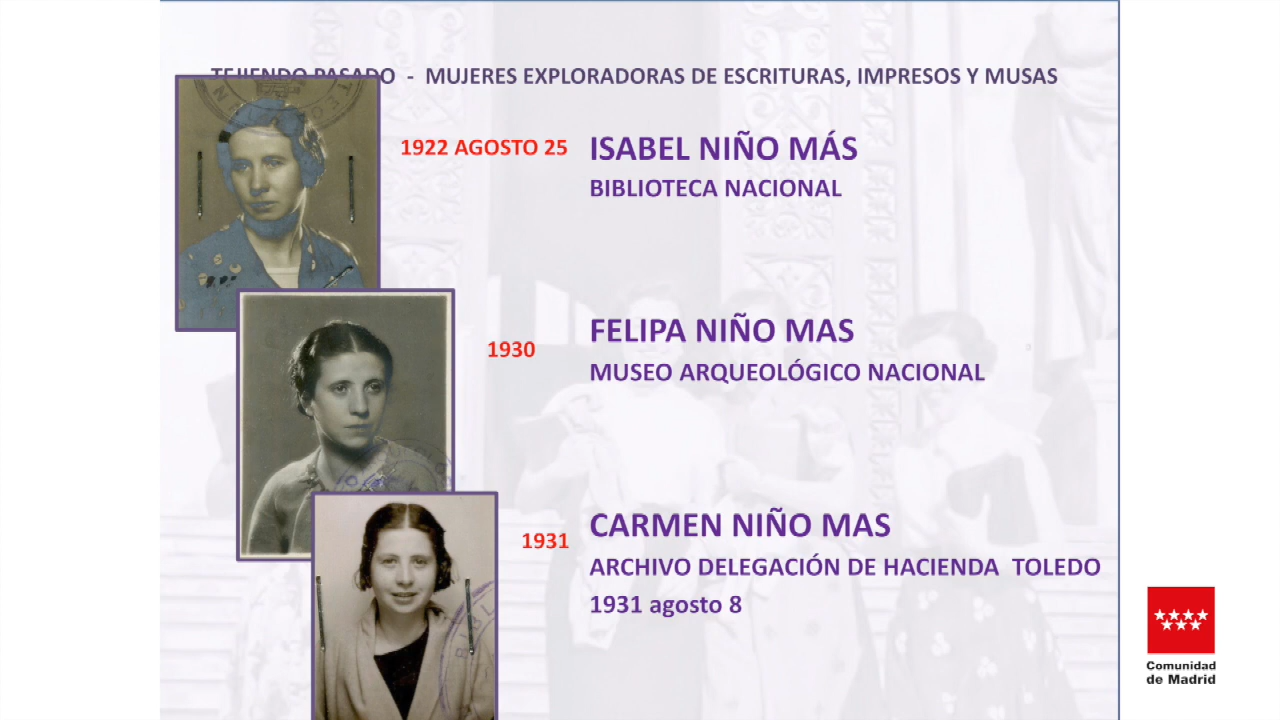 TEJIENDO PASADO - MUJERES EXPLORADORAS DE ESCRITURAS, IMPRESOS Y MUSAS
1922 AGOSTO 25
ISABEL NIÑO MÁS
BIBLIOTECA NACIONAL
1930
FELIPA NIÑO MAS
MUSEO ARQUEOLÓGICO NACIONAL
1931
CARMEN NIÑO MAS
ARCHIVO DELEGACIÓN DE HACIENDA TOLEDO
1931 agosto 8
Comunidad
de Madrid